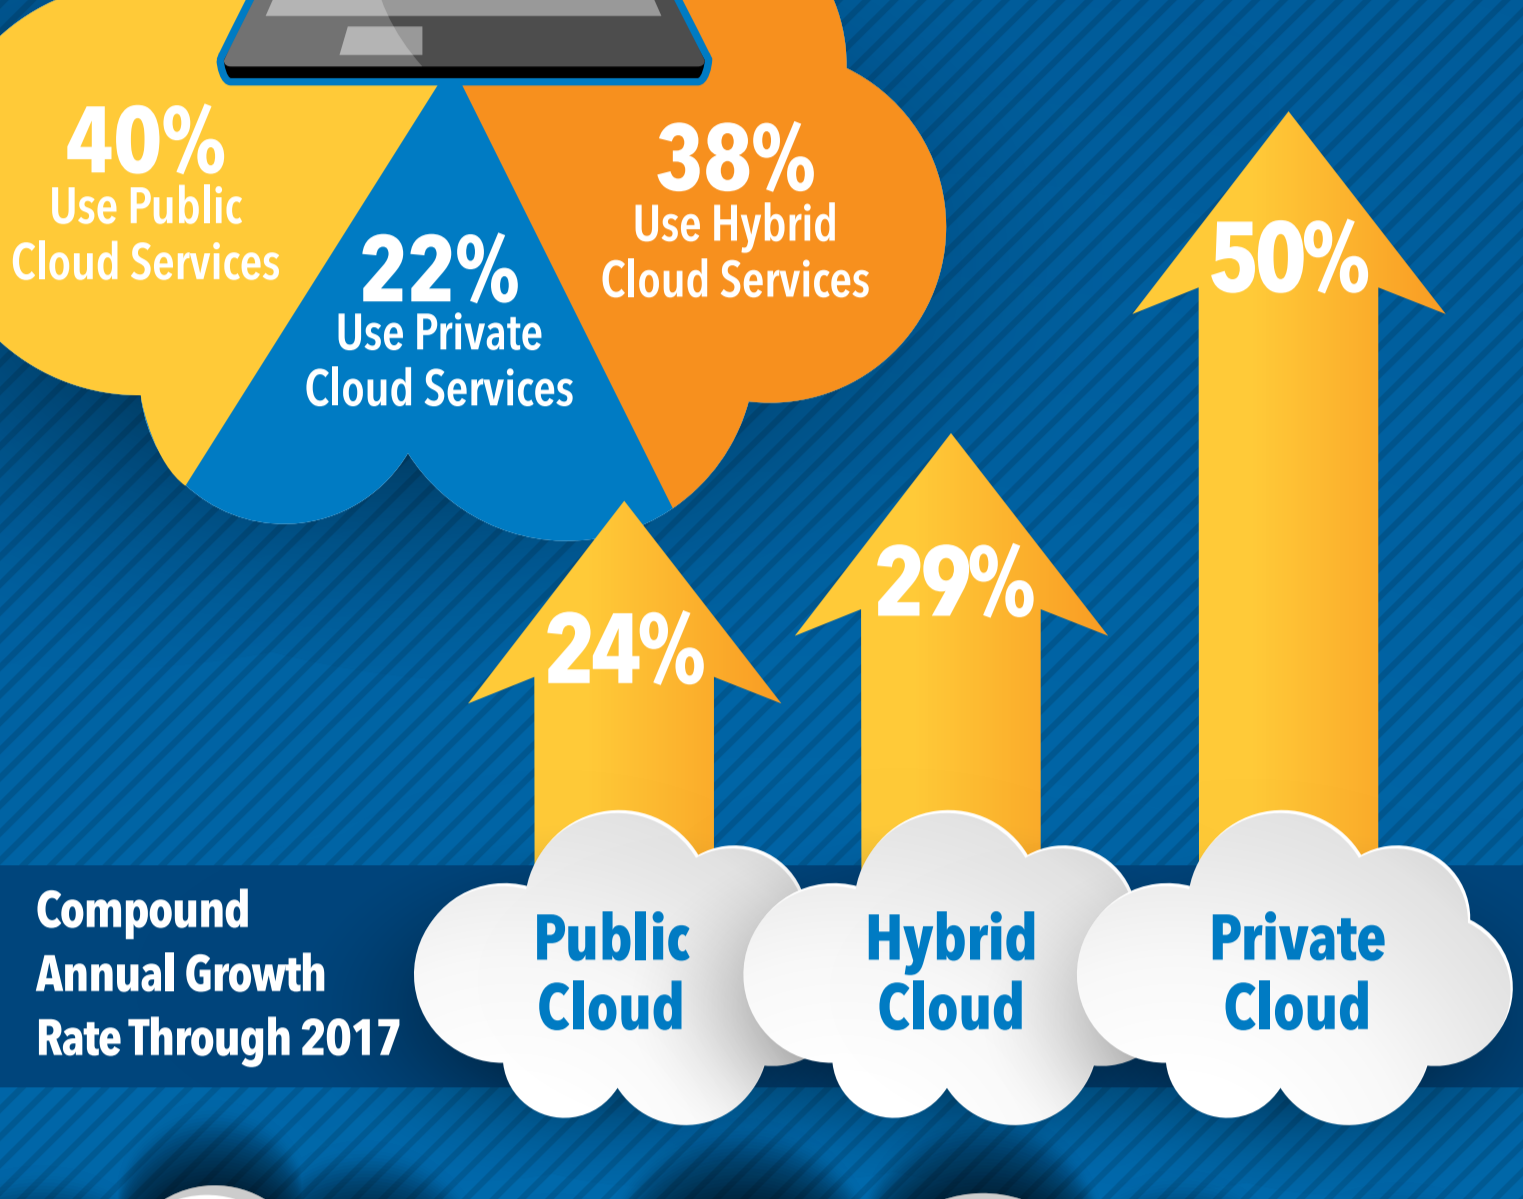 40%
Use Public
Cloud Services
22%
Use Private
Cloud Services
38%
Use Hybrid
Cloud Services
24%
29%
50%
Compound
Annual Growth
Rate Through 2017
Public
Cloud
Hybrid
Cloud
Private
Cloud